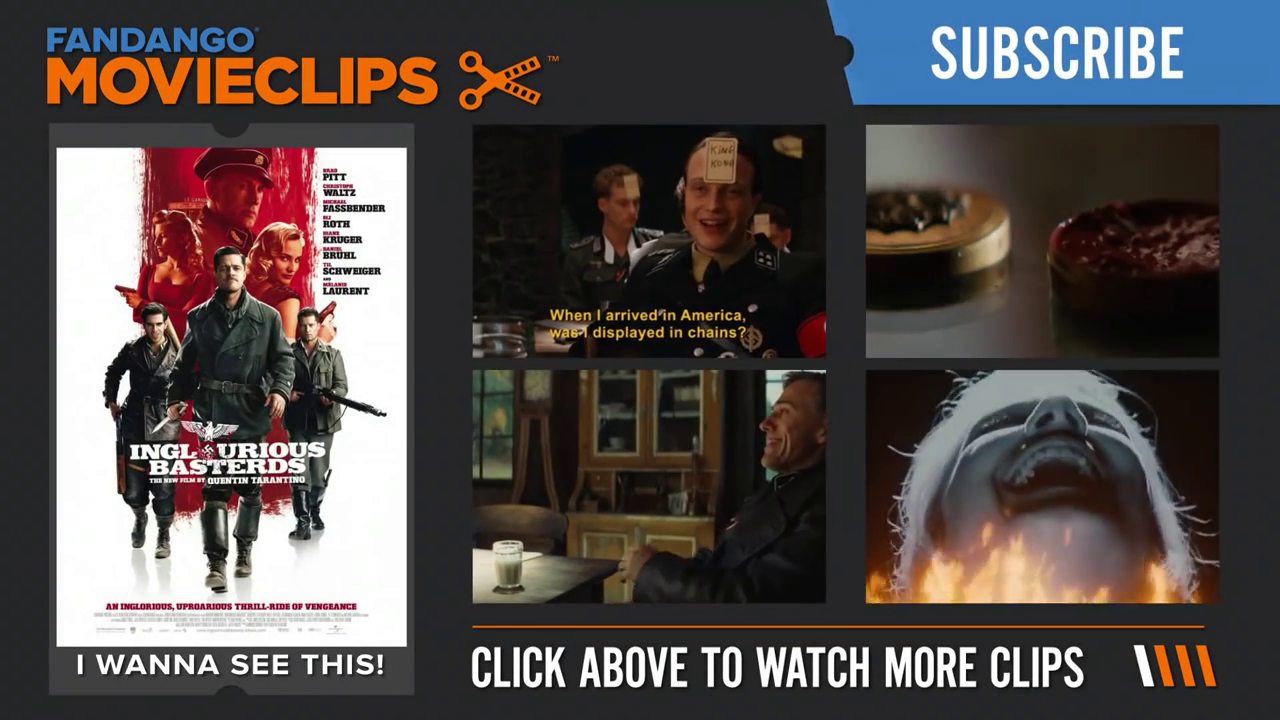 FANDANGO
MOVIECLIPS ™
SUBSCRIBE
BRAD
PITT
CHRISTOPH
WALTZ
MICHAEL
FASSBENDER
ELI
ROTH
DIANE
KRUGER
DANIEL
BRUHL
TIL
SCHWEIGER
AND
MÉLANIE
LAURENT
INGLOURIOUS
BASTERDS
THE NEW FILM BY QUENTIN TARANTINO
AN INGLORIOUS, UPROARIOUS THRILL-RIDE OF VENGEANCE
I WANNA SEE THIS!
KING
KONG
When I arrived in America,
was I displayed in chains?
CLICK ABOVE TO WATCH MORE CLIPS